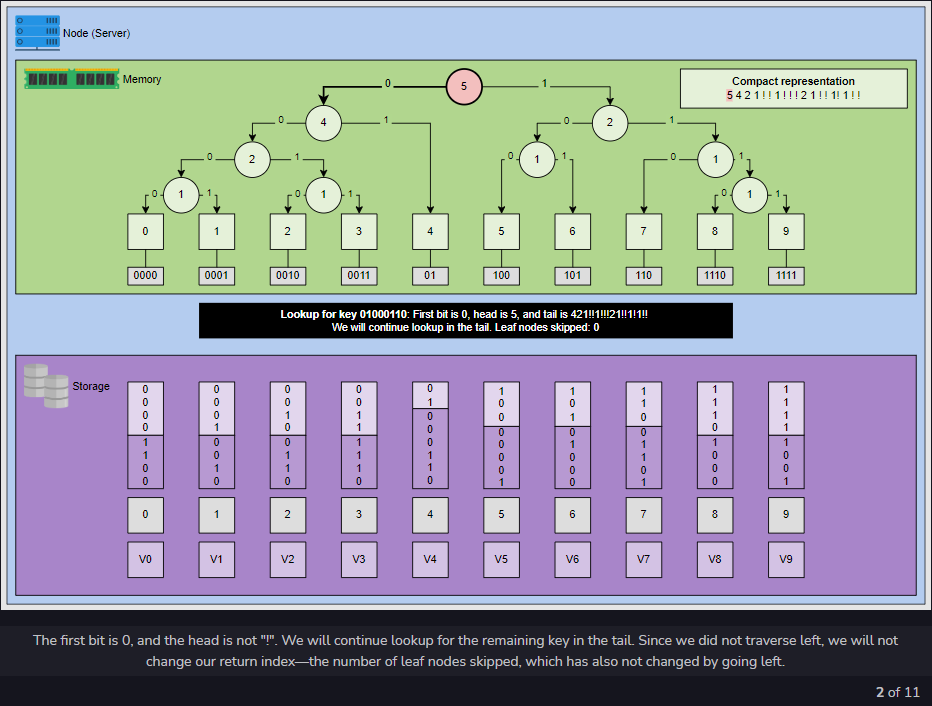 Node (Server)
Memory
Compact representation
5 4 2 1 ! ! 1 ! ! ! 2 1 ! ! 1! 1 ! !
5
0 1
4 2
0 1 0 1
2 1 1
0 1 0 1 0 1
1 1 1
0 1 0 1 0 1
0 1 2 3 4 5 6 7 8 9
0000 0001 0010 0011 01 100 101 110 1110 1111
Lookup for key 01000110: First bit is 0, head is 5, and tail is 421!!1!!!21!!1!1!!
We will continue lookup in the tail. Leaf nodes skipped: 0
Storage
0 0 0 0 0 1 1 1 1 1
0 0 0 0 1 0 0 1 1 1
0 0 1 1 0 0 1 0 1 1
0 1 0 1 0 0 0 0 0 1
1 0 0 1 0 0 1 1 1 1
1 0 1 1 1 0 0 1 0 0
0 1 1 1 1 0 0 0 0 0
0 0 0 0 0 1 0 1 0 1
0 1 2 3 4 5 6 7 8 9
V0 V1 V2 V3 V4 V5 V6 V7 V8 V9
The first bit is 0, and the head is not "!". We will continue lookup for the remaining key in the tail. Since we did not traverse left, we will not
change our return index—the number of leaf nodes skipped, which has also not changed by going left.
2 of 11